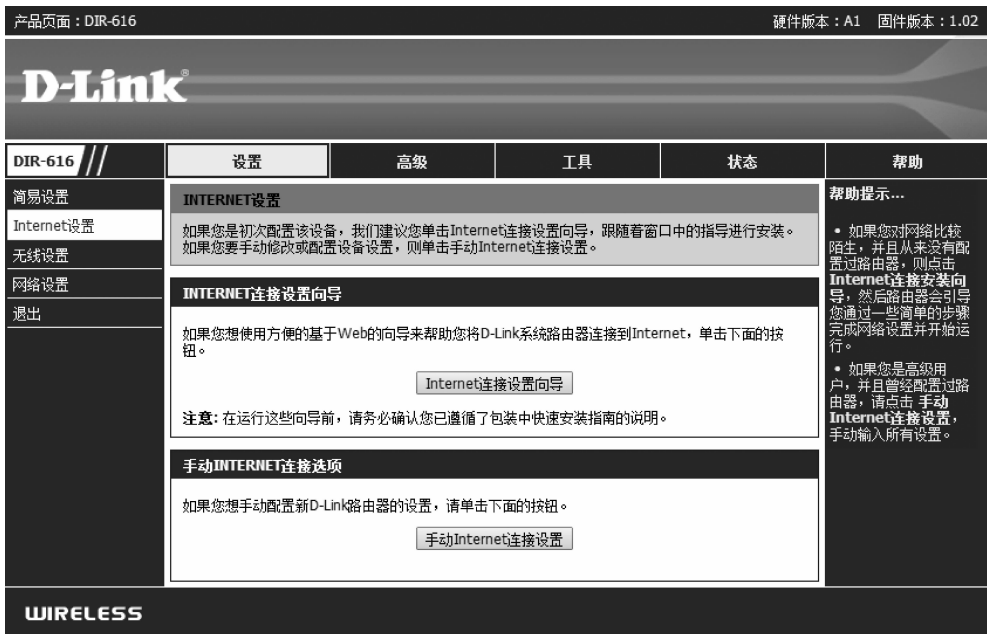 产品页面：DIR-616
硬件版本：A1 固件版本：1.02
D-Link®
DIR-616
设置
高级
工具
状态
帮助
简易设置
Internet设置
无线设置
网络设置
退出
INTERNET设置
如果您是初次配置该设备，我们建议您单击Internet连接设置向导，跟随着窗口中的指导进行安装。
如果您要手动修改或配置设备设置，则单击手动Internet连接设置。
INTERNET连接设置向导
如果您想使用方便的基于Web的向导来帮助您将D-Link系统路由器连接到Internet，单击下面的按
钮。
Internet连接设置向导
注意: 在运行这些向导前，请务必确认您已遵循了包装中快速安装指南的说明。
手动INTERNET连接选项
如果您想手动配置新D-Link路由器的设置，请单击下面的按钮。
手动Internet连接设置
帮助提示...
• 如果您对网络比较
陌生，并且从来没有配
置过路由器，则点击
Internet连接安装向
导，然后路由器会引导
您通过一些简单的步骤
完成网络设置并开始运
行。
• 如果您是高级用
户，并且曾经配置过路
由器，请点击 手动
Internet连接设置，
手动输入所有设置。
WIRELESS